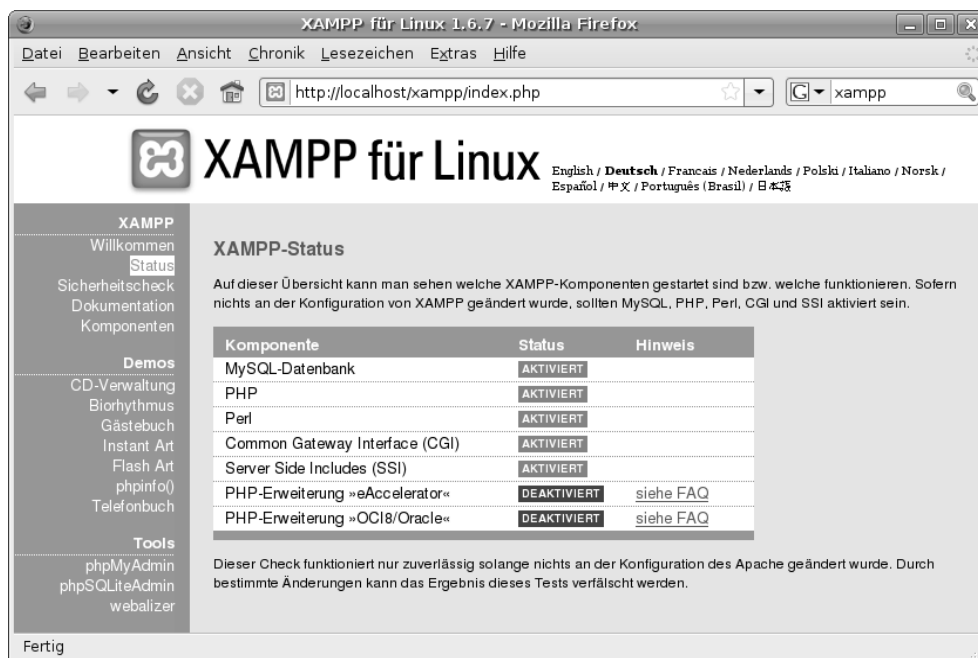 XAMPP für Linux 1.6.7 - Mozilla Firefox
Datei Bearbeiten Ansicht Chronik Lesezeichen Extras Hilfe
http://localhost/xampp/index.php
G xampp
XAMPP für Linux
English / Deutsch / Francais / Nederlands / Polski / Italiano / Norsk /
Español / 中文 / Português (Brasil) / 日本語
XAMPP
Willkommen
Status
Sicherheitscheck
Dokumentation
Komponenten
Demos
CD-Verwaltung
Biorhythmus
Gästebuch
Instant Art
Flash Art
phpinfo()
Telefonbuch
Tools
phpMyAdmin
phpSQLiteAdmin
webalizer
XAMPP-Status
Auf dieser Übersicht kann man sehen welche XAMPP-Komponenten gestartet sind bzw. welche funktionieren. Sofern
nichts an der Konfiguration von XAMPP geändert wurde, sollten MySQL, PHP, Perl, CGI und SSI aktiviert sein.
Komponente Status Hinweis
MySQL-Datenbank AKTIVIERT
PHP AKTIVIERT
Perl AKTIVIERT
Common Gateway Interface (CGI) AKTIVIERT
Server Side Includes (SSI) AKTIVIERT
PHP-Erweiterung »eAccelerator« DEAKTIVIERT siehe FAQ
PHP-Erweiterung »OCI8/Oracle« DEAKTIVIERT siehe FAQ
Dieser Check funktioniert nur zuverlässig solange nichts an der Konfiguration des Apache geändert wurde. Durch
bestimmte Änderungen kann das Ergebnis dieses Tests verfälscht werden.
Fertig